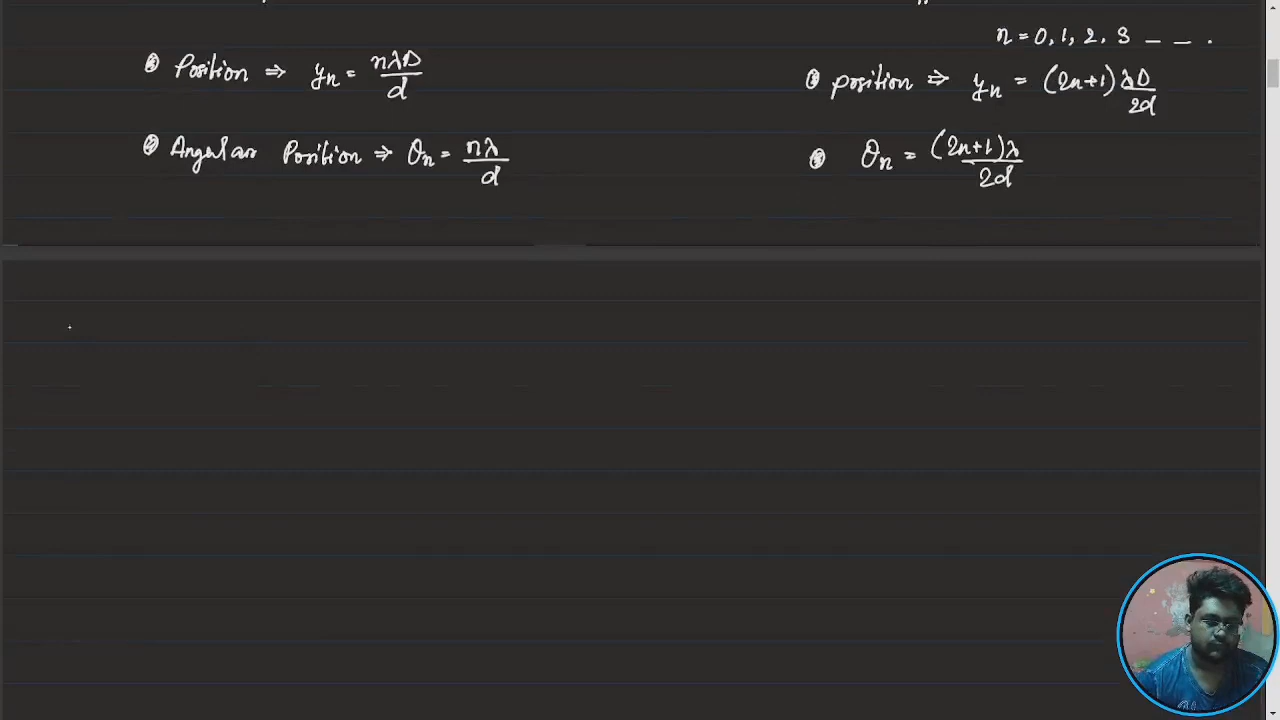 n = 0, 1, 2, 3 _ _ .
• Position ⇒ yₙ = nλD/d
• position ⇒ yₙ = (2n+1) λD/2d
• Angular Position ⇒ θₙ = nλ/d
• θₙ = (2n+1)λ/2d